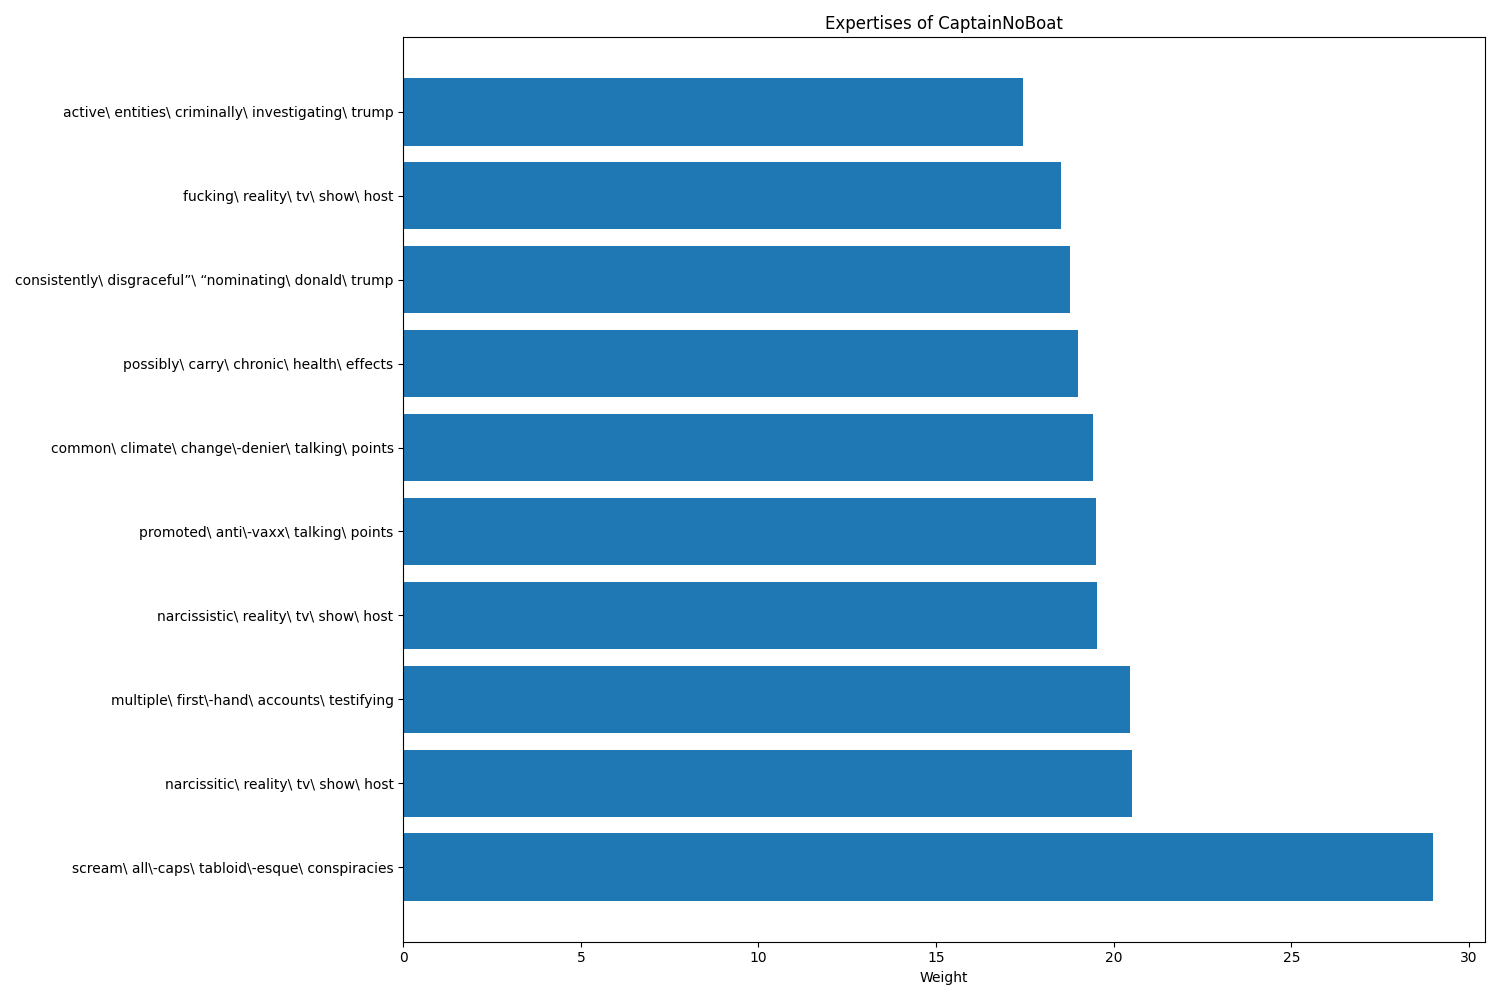 Expertises of CaptainNoBoat
active\ entities\ criminally\ investigating\ trump
fucking\ reality\ tv\ show\ host
consistently\ disgraceful”\ “nominating\ donald\ trump
possibly\ carry\ chronic\ health\ effects
common\ climate\ change\-denier\ talking\ points
promoted\ anti\-vaxx\ talking\ points
narcissistic\ reality\ tv\ show\ host
multiple\ first\-hand\ accounts\ testifying
narcissitic\ reality\ tv\ show\ host
scream\ all\-caps\ tabloid\-esque\ conspiracies
0 5 10 15 20 25 30
Weight